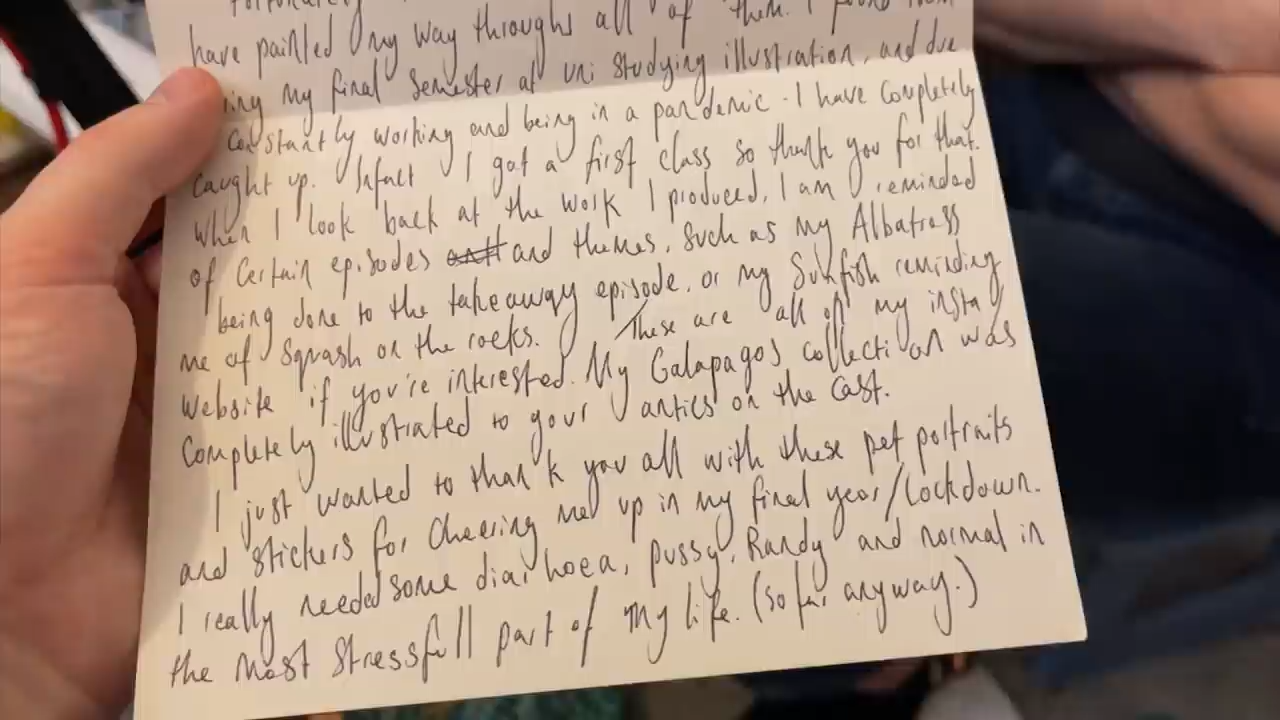 have painted my way throughs all of them. I found them
ing my final semester at uni studying illustration, and due
constantly working and being in a pandemic. I have completely
caught up. Infact I got a first class so thank you for that.
When I look back at the work I produced, I am reminded
of certain episodes and themes. Such as my Albatress
being done to the takeaway episode, or my Sunfish reminding
me of Squash on the rocks. These are all of my insta/
website if you're interested. My Galapagos collection was
completely illustrated to your antics on the cast.
I just wanted to thank you all with these pet portraits
and stickers for cheering me up in my final year/lockdown.
I really needed some diarhoea, pussy, Randy and normal in
the most stressfull part of my life. (So far anyway.)